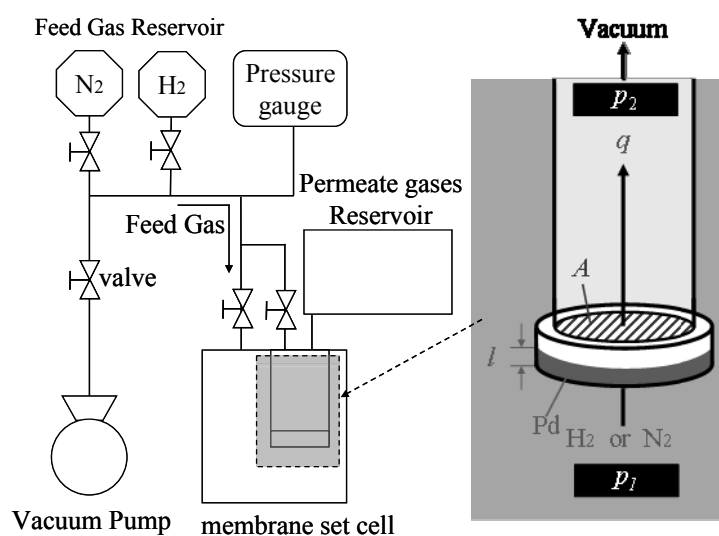 Feed Gas Reservoir
N2
H2
Pressure
gauge
Permeate gases
Reservoir
Feed Gas
valve
Vacuum Pump
membrane set cell
Vacuum
p2
q
A
l
Pd
H2 or N2
p1